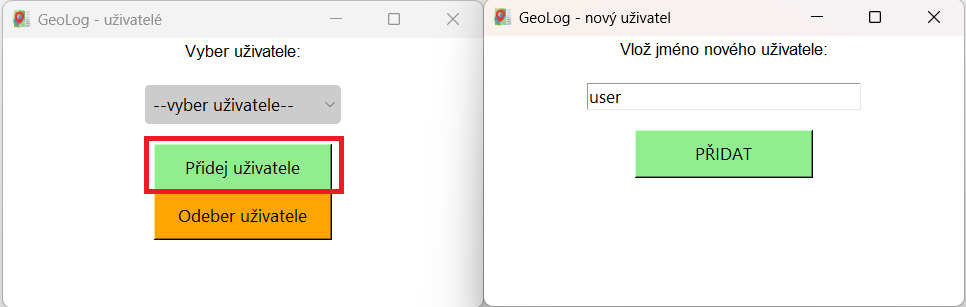 GeoLog - uživatelé
Vyber uživatele:
--vyber uživatele--
Přidej uživatele
Odeber uživatele
GeoLog - nový uživatel
Vlož jméno nového uživatele:
user
PŘIDAT